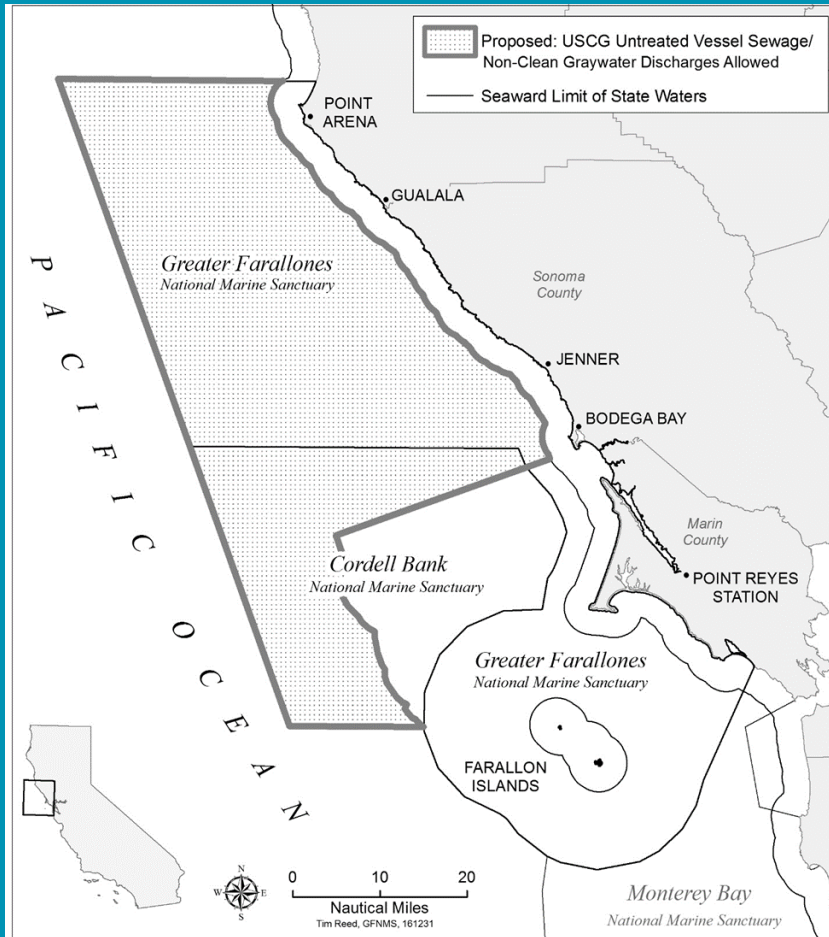 Proposed: USCG Untreated Vessel Sewage/
Non-Clean Graywater Discharges Allowed
Seaward Limit of State Waters
POINT
ARENA
GUALALA
Greater Farallones
National Marine Sanctuary
Sonoma
County
PACIFIC OCEAN
JENNER
BODEGA BAY
Marin
County
Cordell Bank
National Marine Sanctuary
POINT REYES
STATION
Greater Farallones
National Marine Sanctuary
FARALLON
ISLANDS
N
W E
S
0 10 20
Nautical Miles
Tim Reed, GFNMS, 161231
Monterey Bay
National Marine Sanctuary